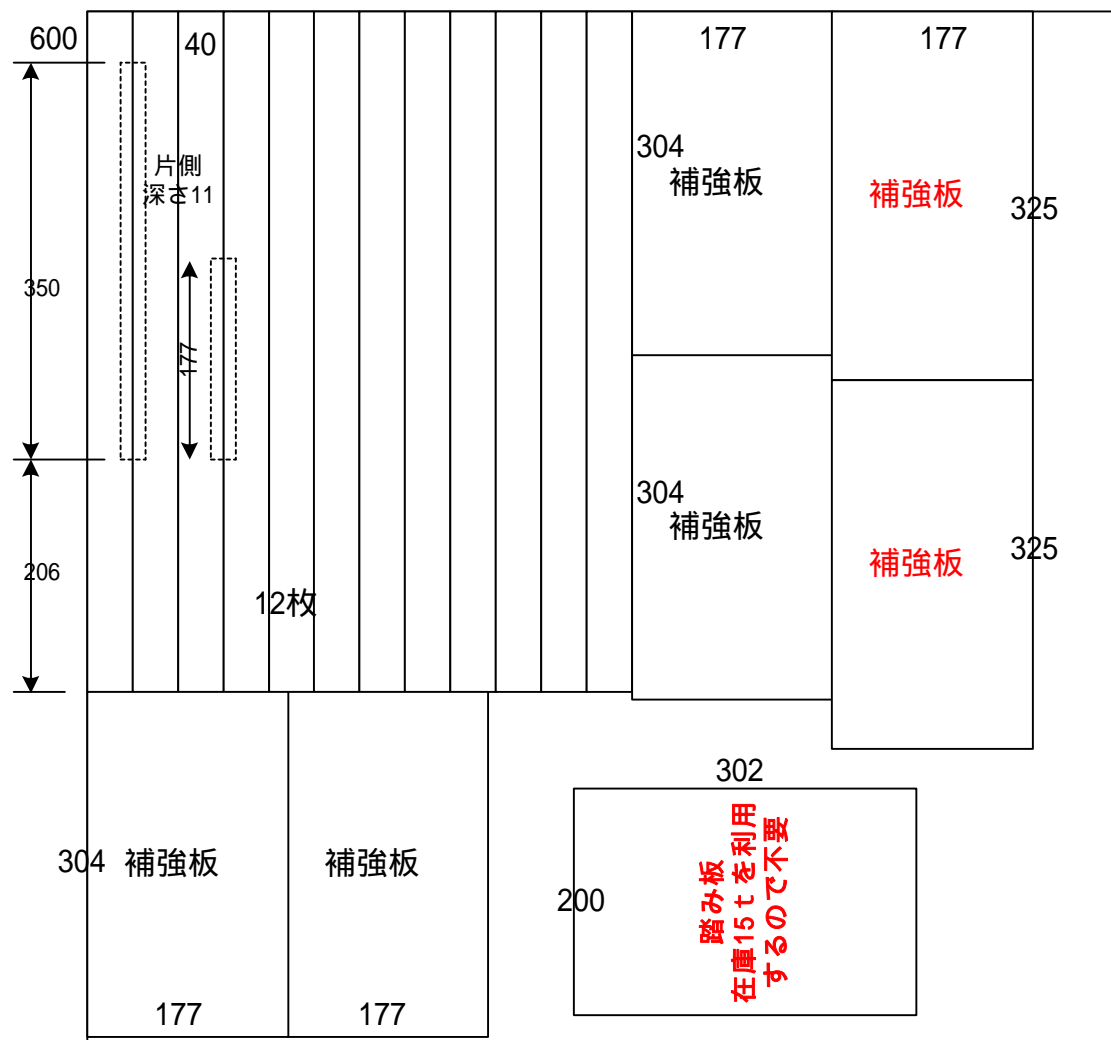 600
40
177
177
片側
深さ11
304
補強板
補強板
325
350
177
304
補強板
補強板
325
206
12枚
302
304
補強板
補強板
200
踏み板
在庫15ｔを利用
するので不要
177
177